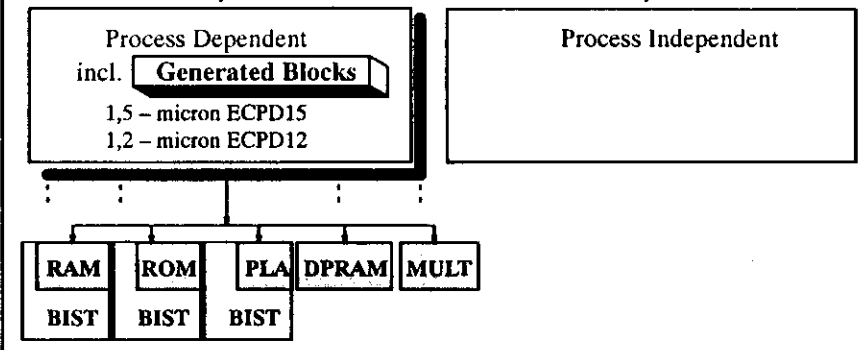 Process Dependent
incl. Generated Blocks
1,5 – micron ECPD15
1,2 – micron ECPD12
Process Independent
RAM ROM PLA DPRAM MULT
BIST BIST BIST